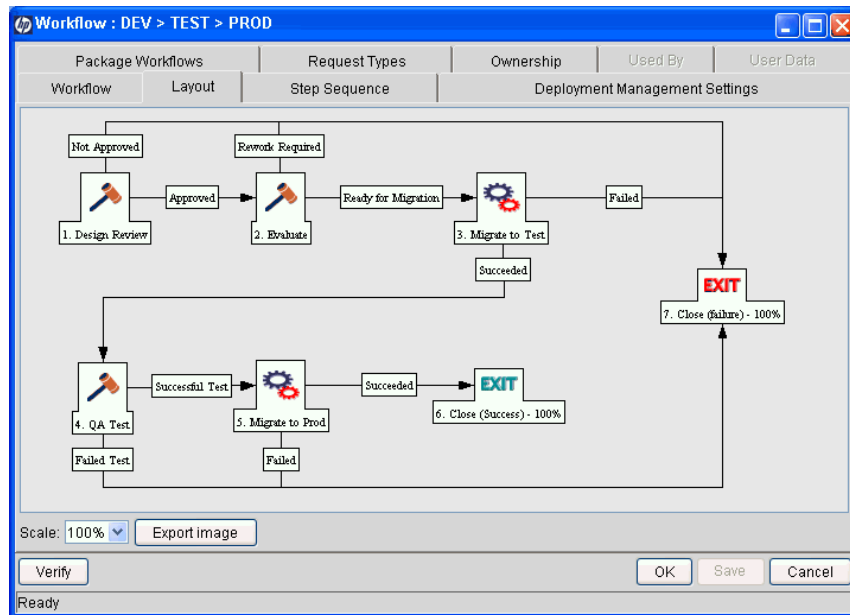 hp Workflow : DEV > TEST > PROD
Package Workflows Request Types Ownership Used By User Data
Workflow Layout Step Sequence Deployment Management Settings
Not Approved Rework Required
Approved Ready for Migration Failed
1. Design Review 2. Evaluate 3. Migrate to Test
Succeeded
EXIT
7. Close (failure) - 100%
Successful Test Succeeded EXIT
4. QA Test 5. Migrate to Prod 6. Close (Success) - 100%
Failed Test Failed
Scale: 100% Export image
Verify OK Save Cancel
Ready